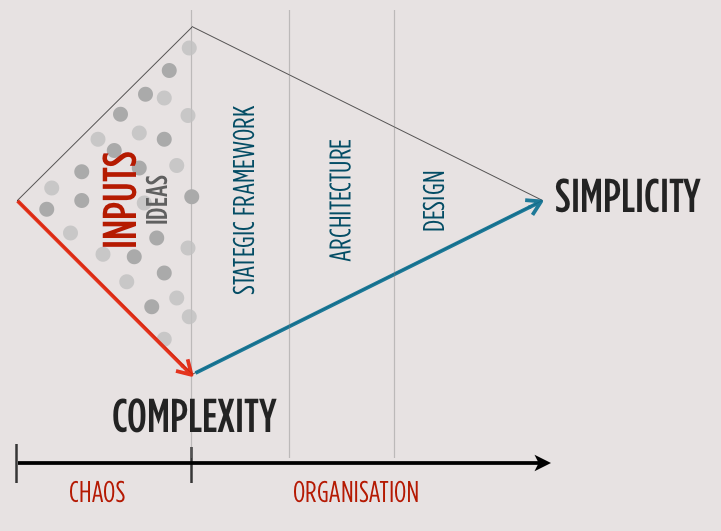 INPUTS
IDEAS
STATEGIC FRAMEWORK
ARCHITECTURE
DESIGN
SIMPLICITY
COMPLEXITY
CHAOS
ORGANISATION